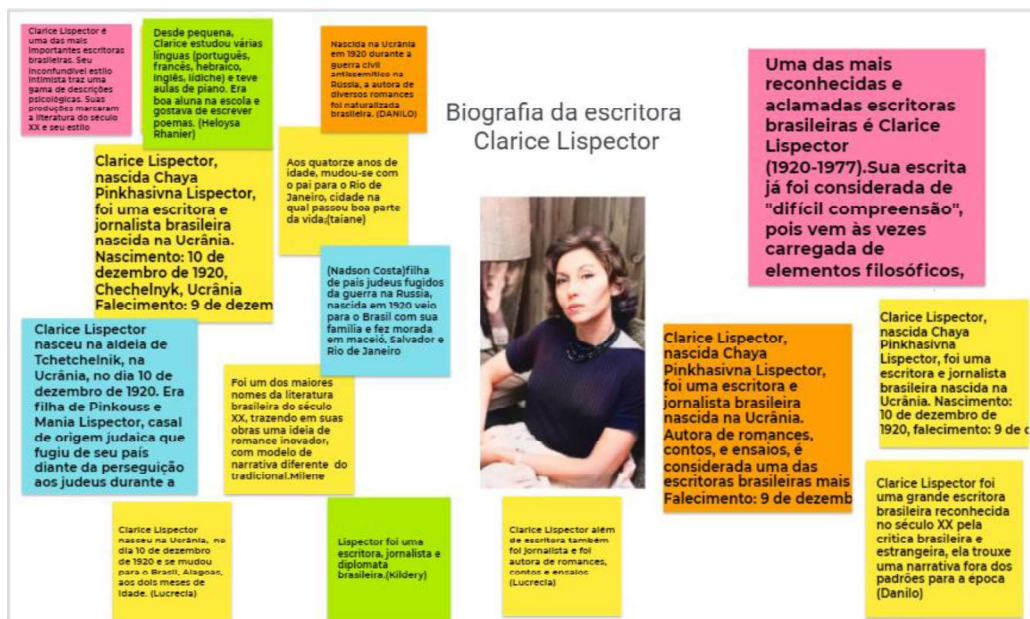 Clarice Lispector é
uma das mais
importantes escritoras
brasileiras. Seu
inconfundível estilo
intimista traz uma
gama de descrições
psicológicas. Suas
produções marcaram
a literatura do século
XX e seu estilo
Desde pequena,
Clarice estudou várias
línguas (português,
francês, hebraico,
inglês, iídiche) e teve
aulas de piano. Era
boa aluna na escola e
gostava de escrever
poemas. (Heloysa
Rhanier)
Nascida na Ucrânia
em 1920 durante a
guerra civil
antissemítica na
Rússia, a autora de
diversos romances
foi naturalizada
brasileira. (DANILO)
Biografia da escritora
Clarice Lispector
Uma das mais
reconhecidas e
aclamadas escritoras
brasileiras é Clarice
Lispector
(1920-1977).Sua escrita
já foi considerada de
"difícil compreensão",
pois vem às vezes
carregada de
elementos filosóficos,
Clarice Lispector,
nascida Chaya
Pinkhasivna Lispector,
foi uma escritora e
jornalista brasileira
nascida na Ucrânia.
Nascimento: 10 de
dezembro de 1920,
Chechelnyk, Ucrânia
Falecimento: 9 de dezem
Aos quatorze anos de
idade, mudou-se com
o pai para o Rio de
Janeiro, cidade na
qual passou boa parte
da vida;(taiane)
(Nadson Costa)filha
de pais judeus fugidos
da guerra na Russia,
nascida em 1920 veio
para o Brasil com sua
família e fez morada
em maceió, Salvador e
Rio de Janeiro
Clarice Lispector
nasceu na aldeia de
Tchetchelnik, na
Ucrânia, no dia 10 de
dezembro de 1920. Era
filha de Pinkouss e
Mania Lispector, casal
de origem judaica que
fugiu de seu país
diante da perseguição
aos judeus durante a
Foi um dos maiores
nomes da literatura
brasileira do século
XX, trazendo em suas
obras uma ideia de
romance inovador,
com modelo de
narrativa diferente do
tradicional.Milene
Clarice Lispector,
nascida Chaya
Pinkhasivna Lispector,
foi uma escritora e
jornalista brasileira
nascida na Ucrânia.
Autora de romances,
contos, e ensaios, é
considerada uma das
escritoras brasileiras mais
Falecimento: 9 de dezemb
Clarice Lispector,
nascida Chaya
Pinkhasivna
Lispector, foi uma
escritora e jornalista
brasileira nascida na
Ucrânia. Nascimento:
10 de dezembro de
1920, falecimento: 9 de d
Clarice Lispector
nasceu na Ucrânia, no
dia 10 de dezembro
de 1920 e se mudou
para o Brasil, Alagoas,
aos dois meses de
idade. (Lucrecia)
Lispector foi uma
escritora, jornalista e
diplomata
brasileira.(Kildery)
Clarice Lispector além
de escritora também
foi jornalista e foi
autora de romances,
contos e ensaios
(Lucrecia)
Clarice Lispector foi
uma grande escritora
brasileira reconhecida
no século XX pela
critica brasileira e
estrangeira, ela trouxe
uma narrativa fora dos
padrões para a época
(Danilo)